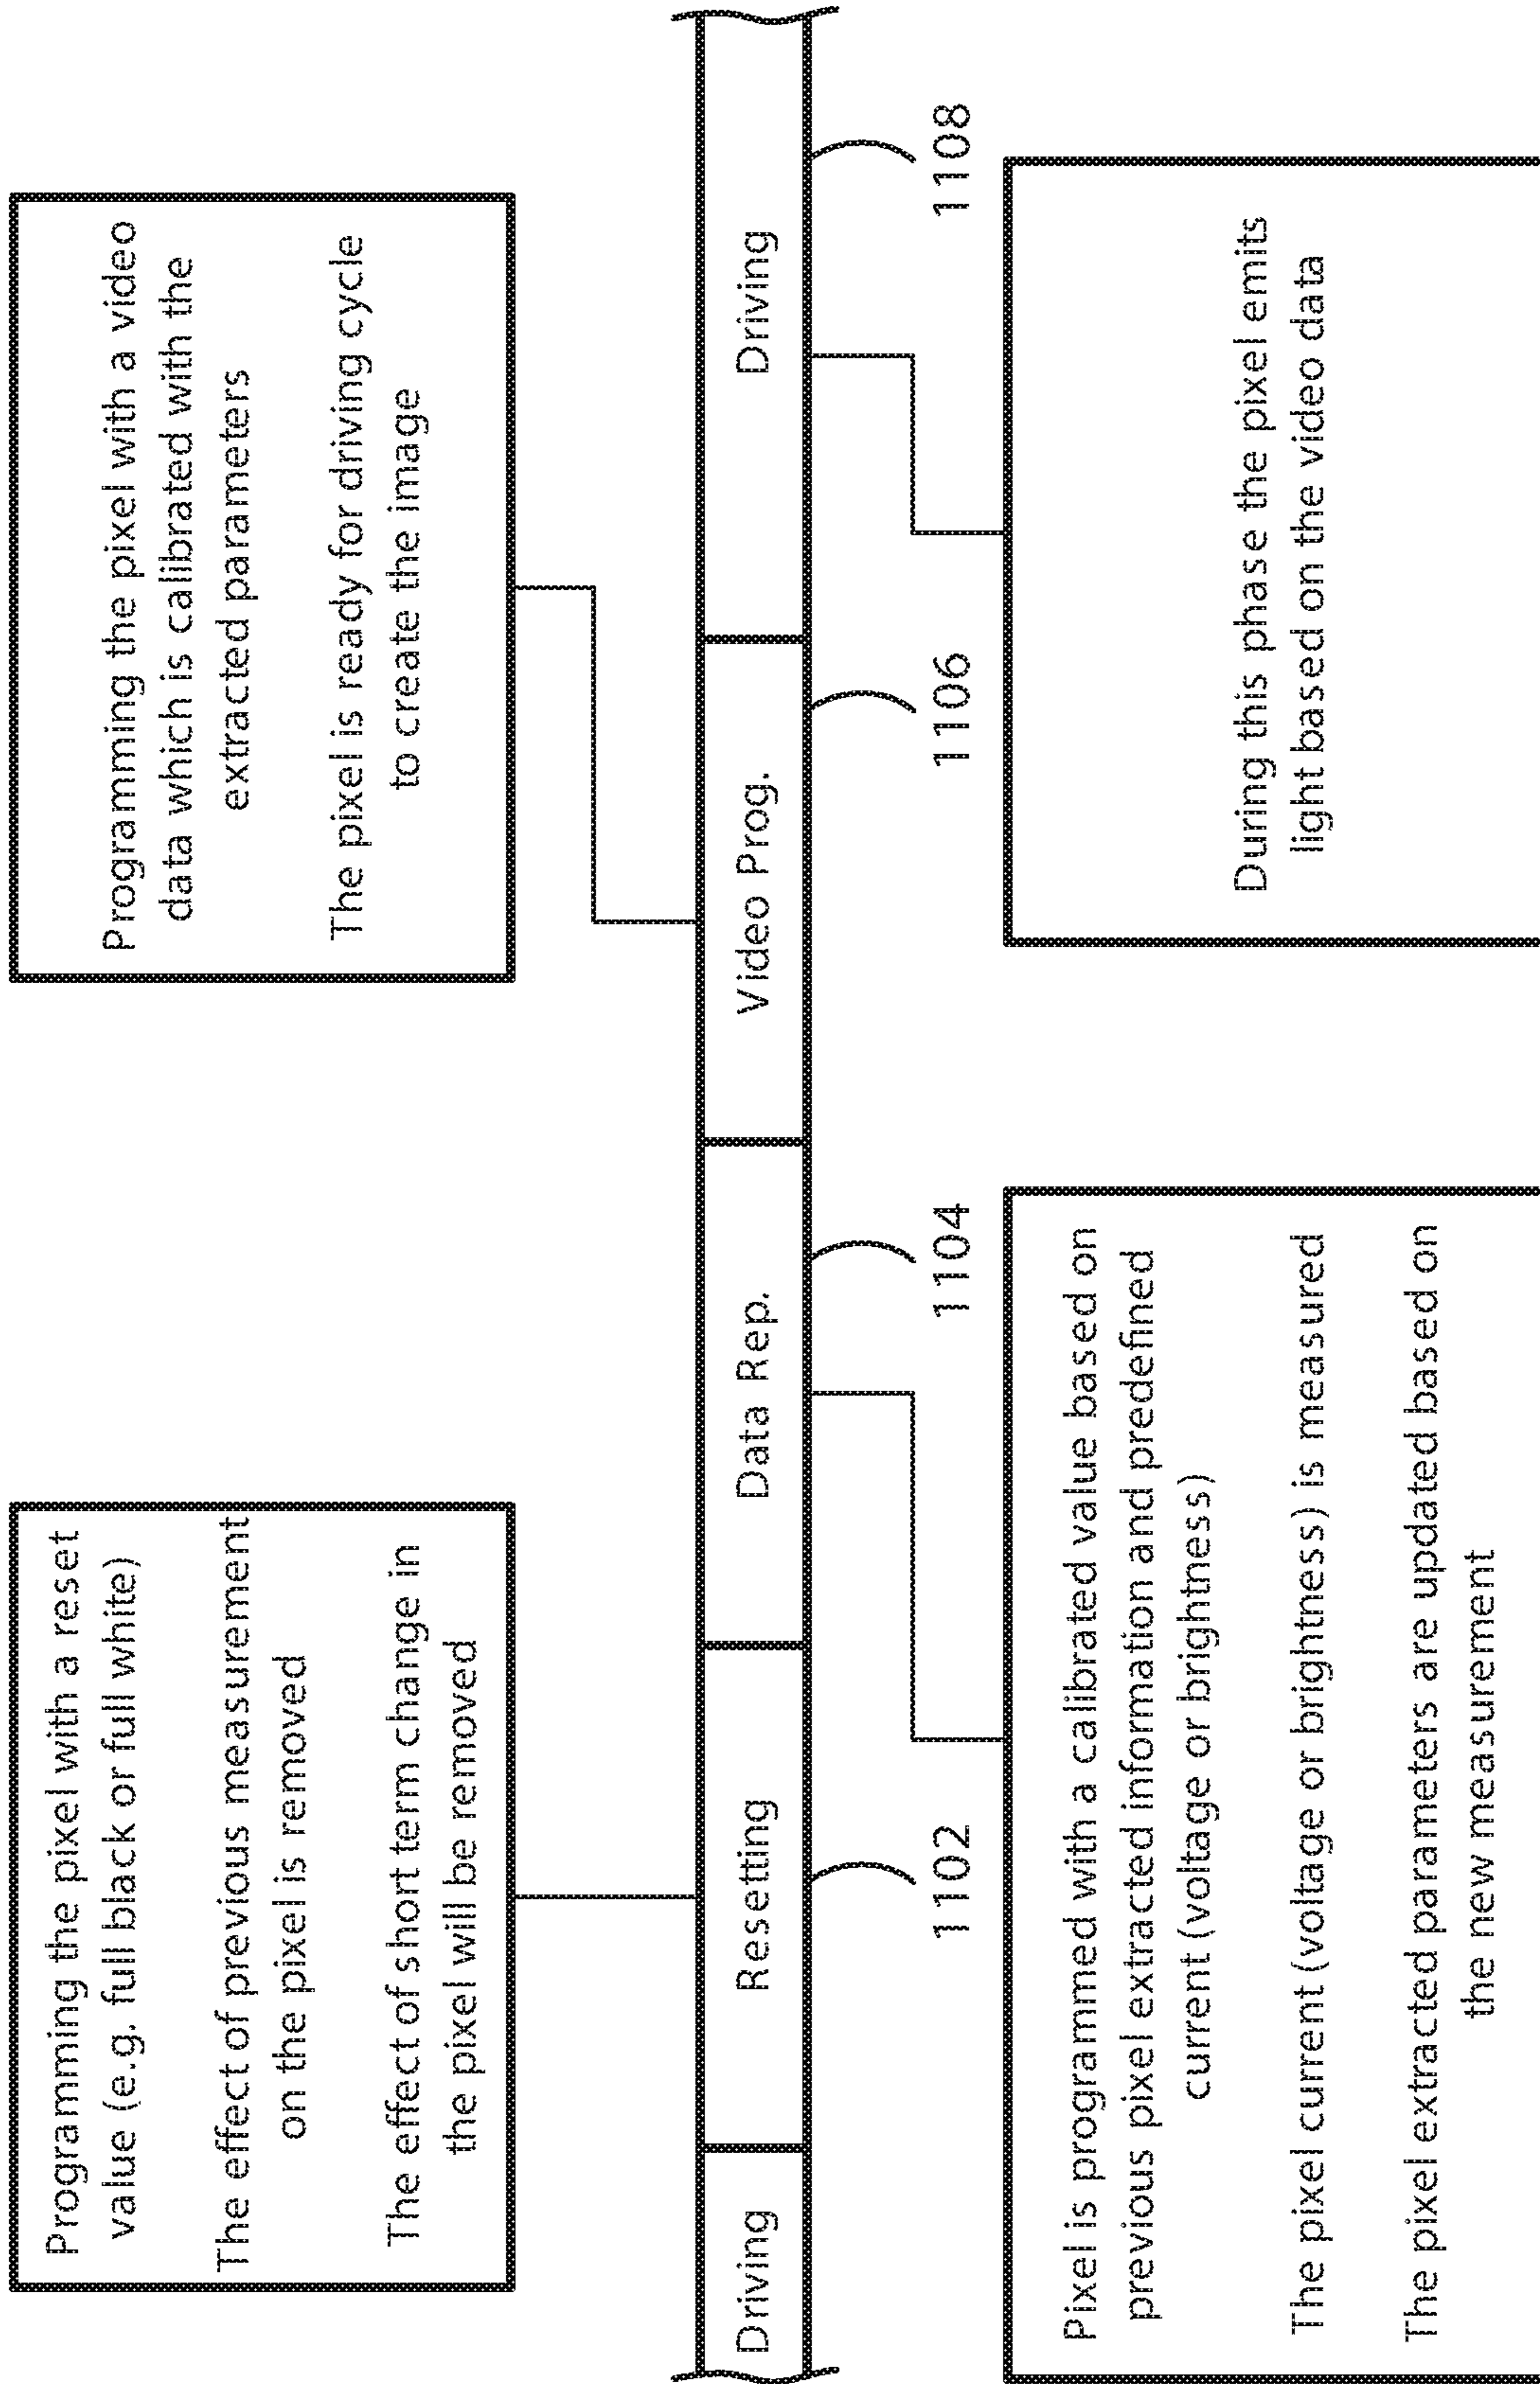 Programming the pixel with a reset
value (e.g. full black or full white)
The effect of previous measurement
on the pixel is removed
The effect of short term change in
the pixel will be removed
Programming the pixel with a video
data which is calibrated with the
extracted parameters
The pixel is ready for driving cycle
to create the image
Driving
Resetting
Data Rep.
Video Prog.
Driving
1102
1104
1106
1108
Pixel is programmed with a calibrated value based on
previous pixel extracted information and predefined
current (voltage or brightness)
The pixel current (voltage or brightness) is measured
The pixel extracted parameters are updated based on
the new measurement
During this phase the pixel emits
light based on the video data